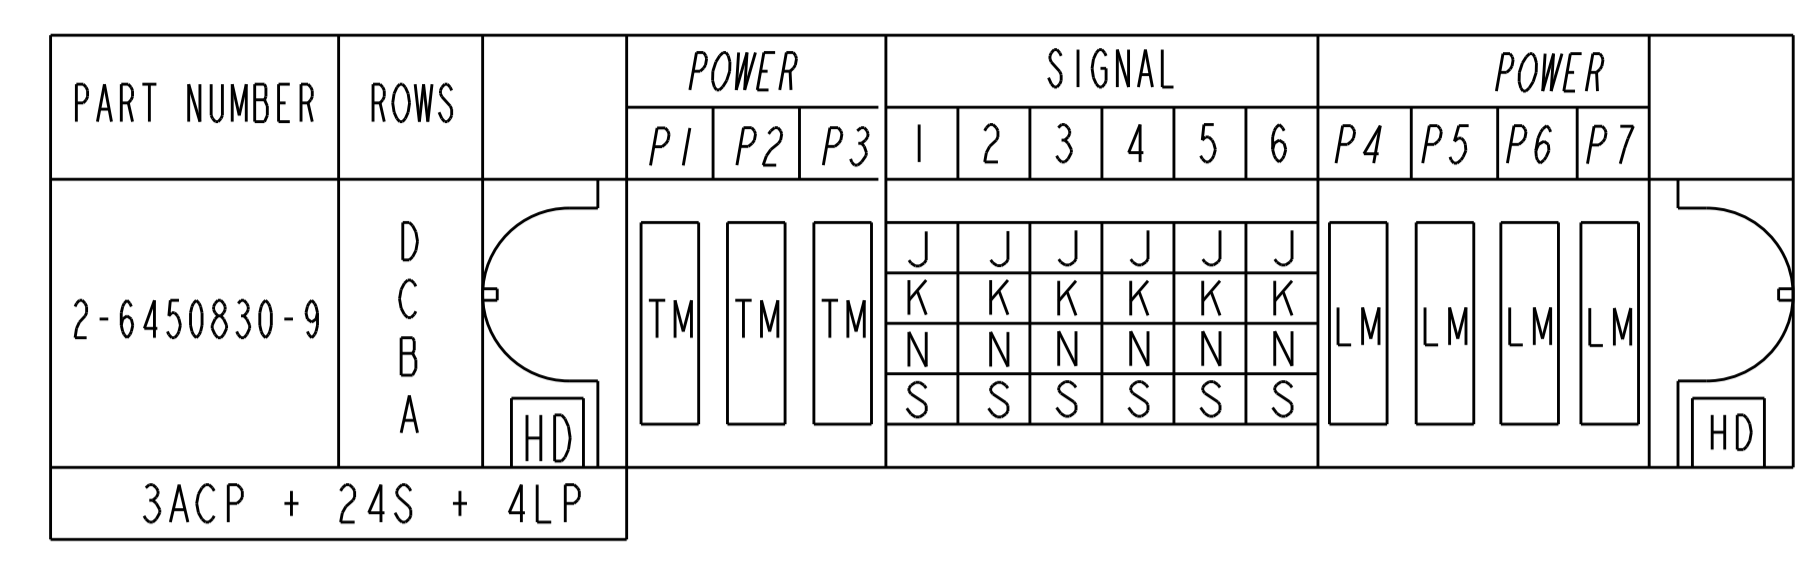 PART NUMBER ROWS POWER SIGNAL POWER
P1 P2 P3 1 2 3 4 5 6 P4 P5 P6 P7
2-6450830-9
D J J J J J J
C K K K K K K
TM TM TM LM LM LM LM
B N N N N N N
A S S S S S S
HD HD
3ACP + 24S + 4LP